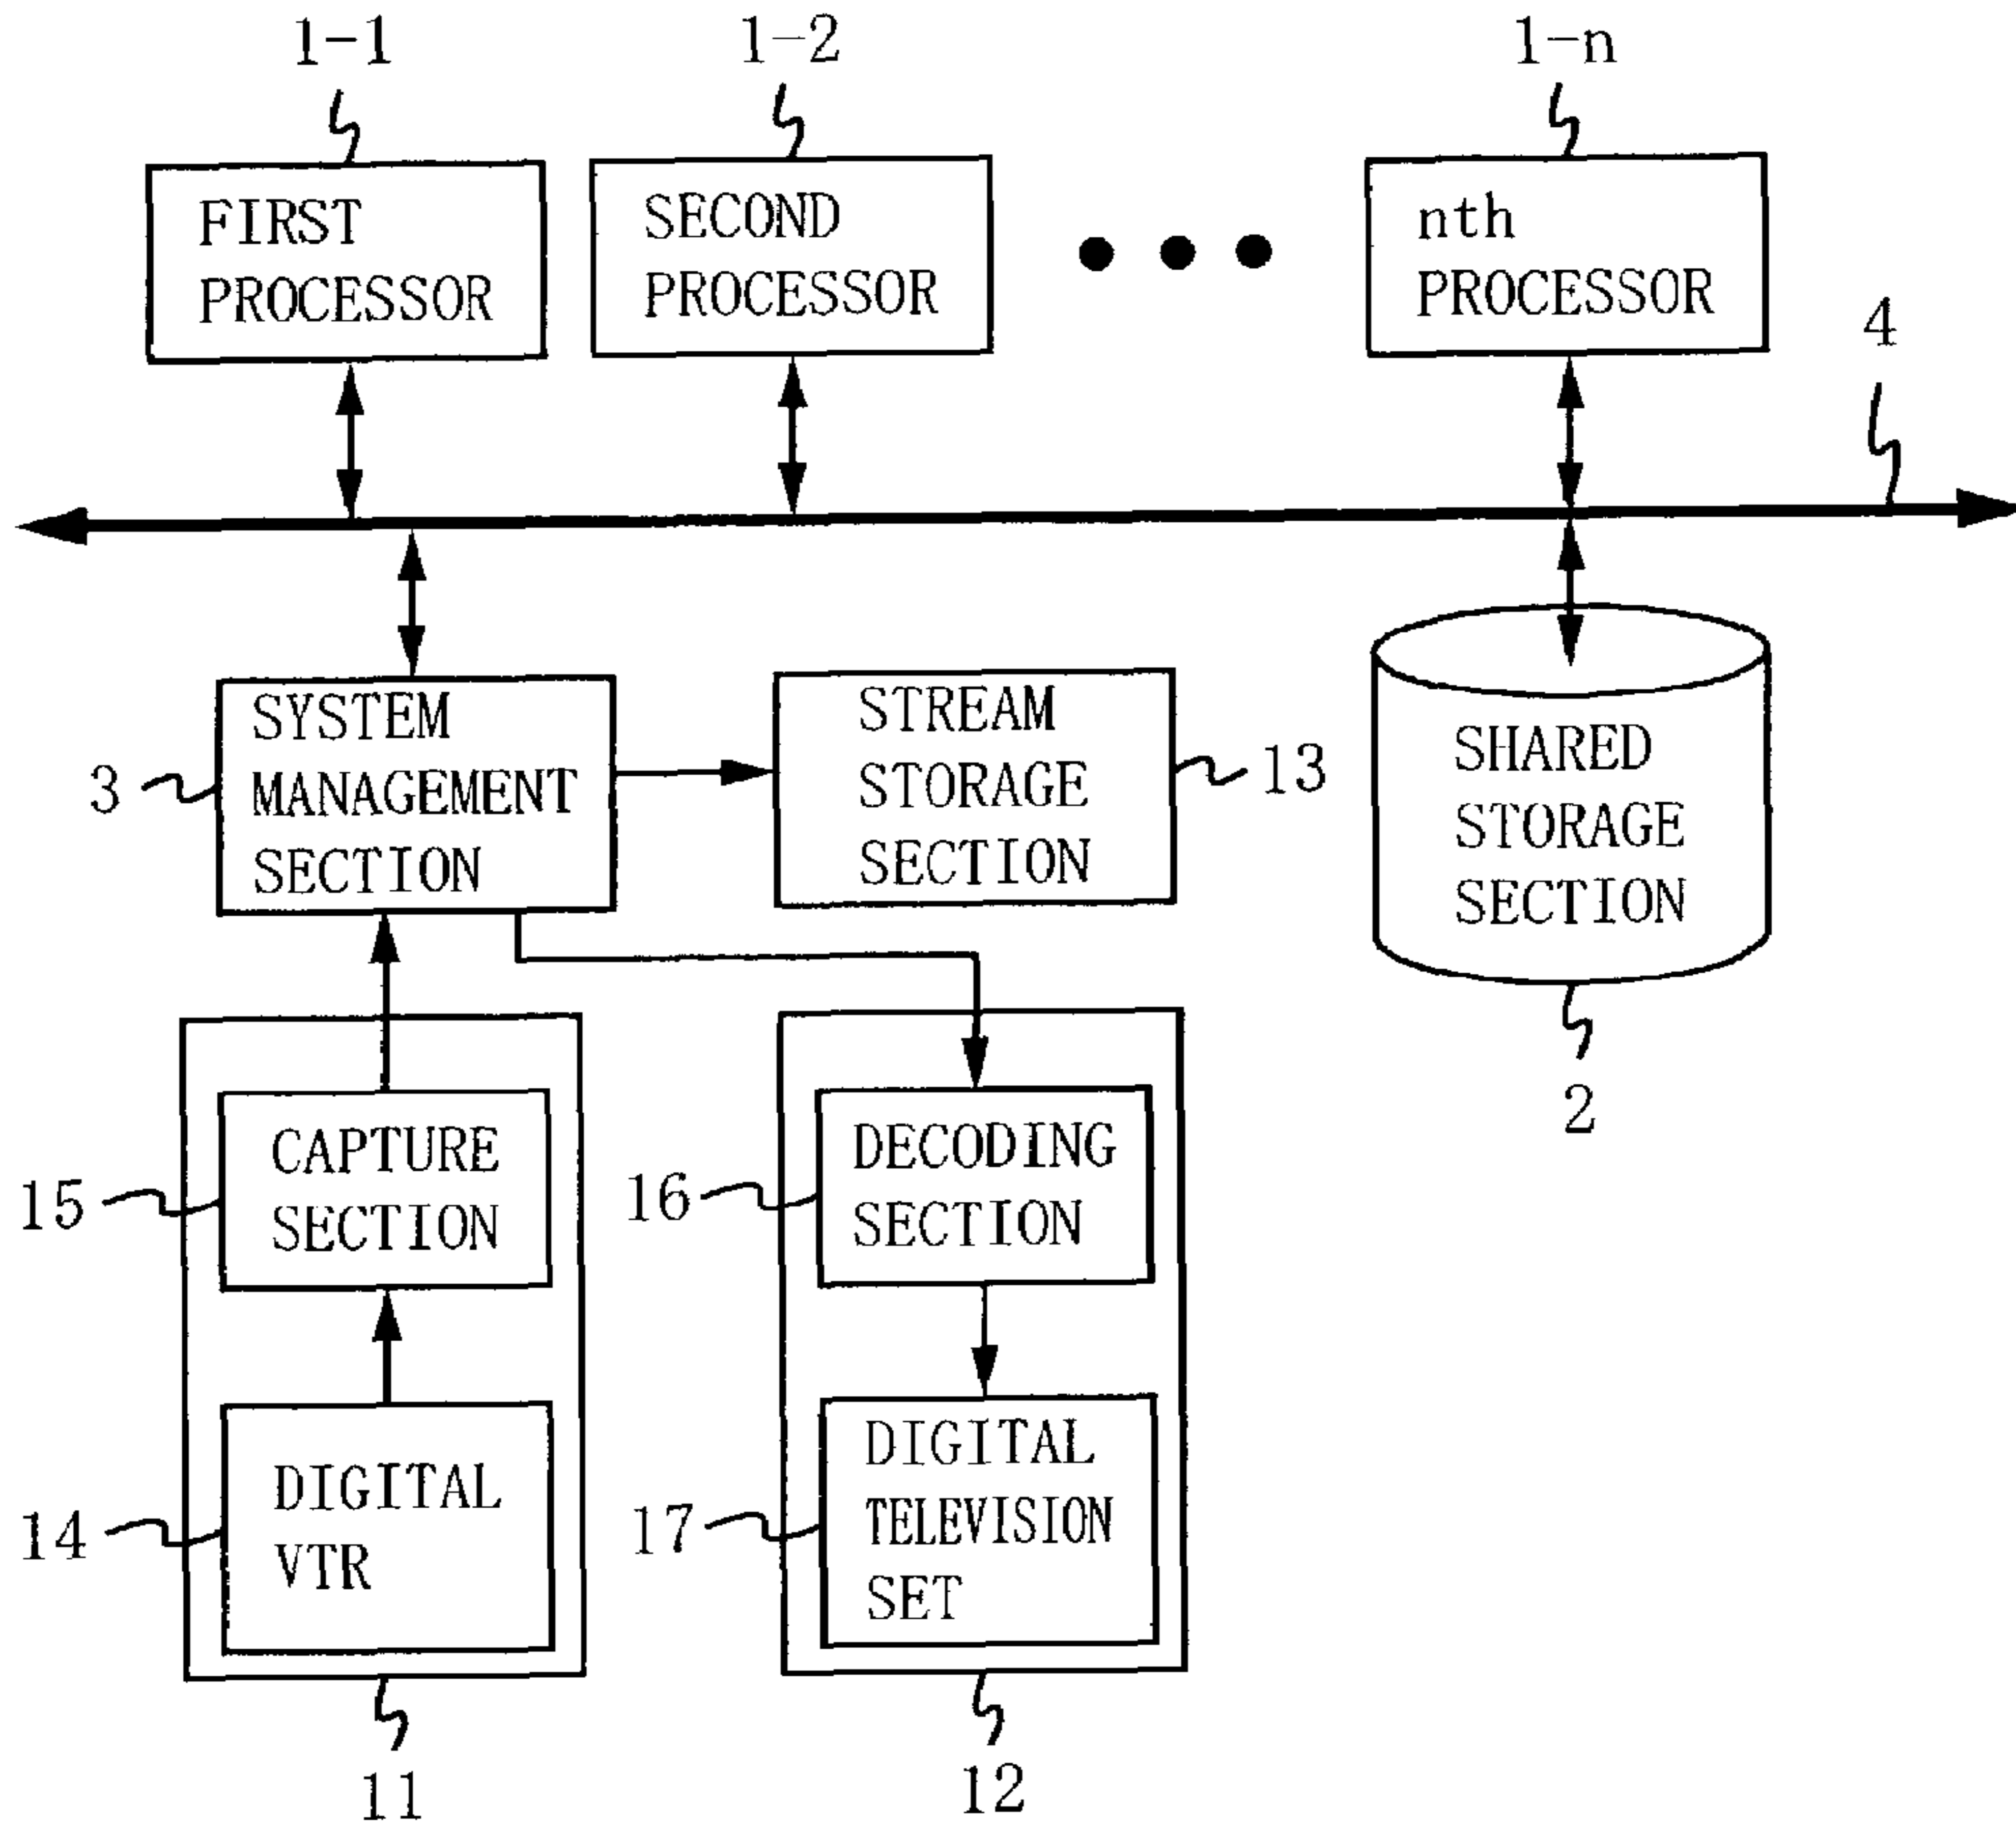 1-1
1-2
1-n
FIRST
PROCESSOR
SECOND
PROCESSOR
nth
PROCESSOR
4
SYSTEM
MANAGEMENT
SECTION
3
STREAM
STORAGE
SECTION
13
SHARED
STORAGE
SECTION
2
CAPTURE
SECTION
15
DECODING
SECTION
16
DIGITAL
VTR
14
DIGITAL
TELEVISION
SET
17
11
12